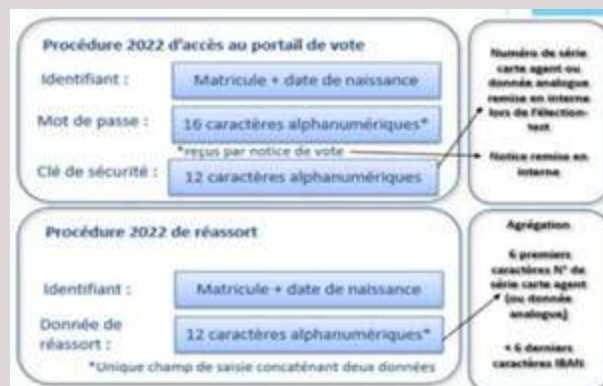 Procédure 2022 d'accès au portail de vote
Identifiant :
Matricule + date de naissance
Mot de passe :
16 caractères alphanumériques*
*reçus par notice de vote
Clé de sécurité :
12 caractères alphanumériques
Numéro de série
carte agent ou
donnée analogue
remise en interne
lors de l'élection-
test
Notice remise en
interne
Procédure 2022 de réassort
Identifiant :
Matricule + date de naissance
Donnée de
réassort :
12 caractères alphanumériques*
*Unique champ de saisie concaténant deux données
Agrégation
6 premiers
caractères N° de
série carte agent
(ou donnée
analogue)
+ 6 derniers
caractères IBAN